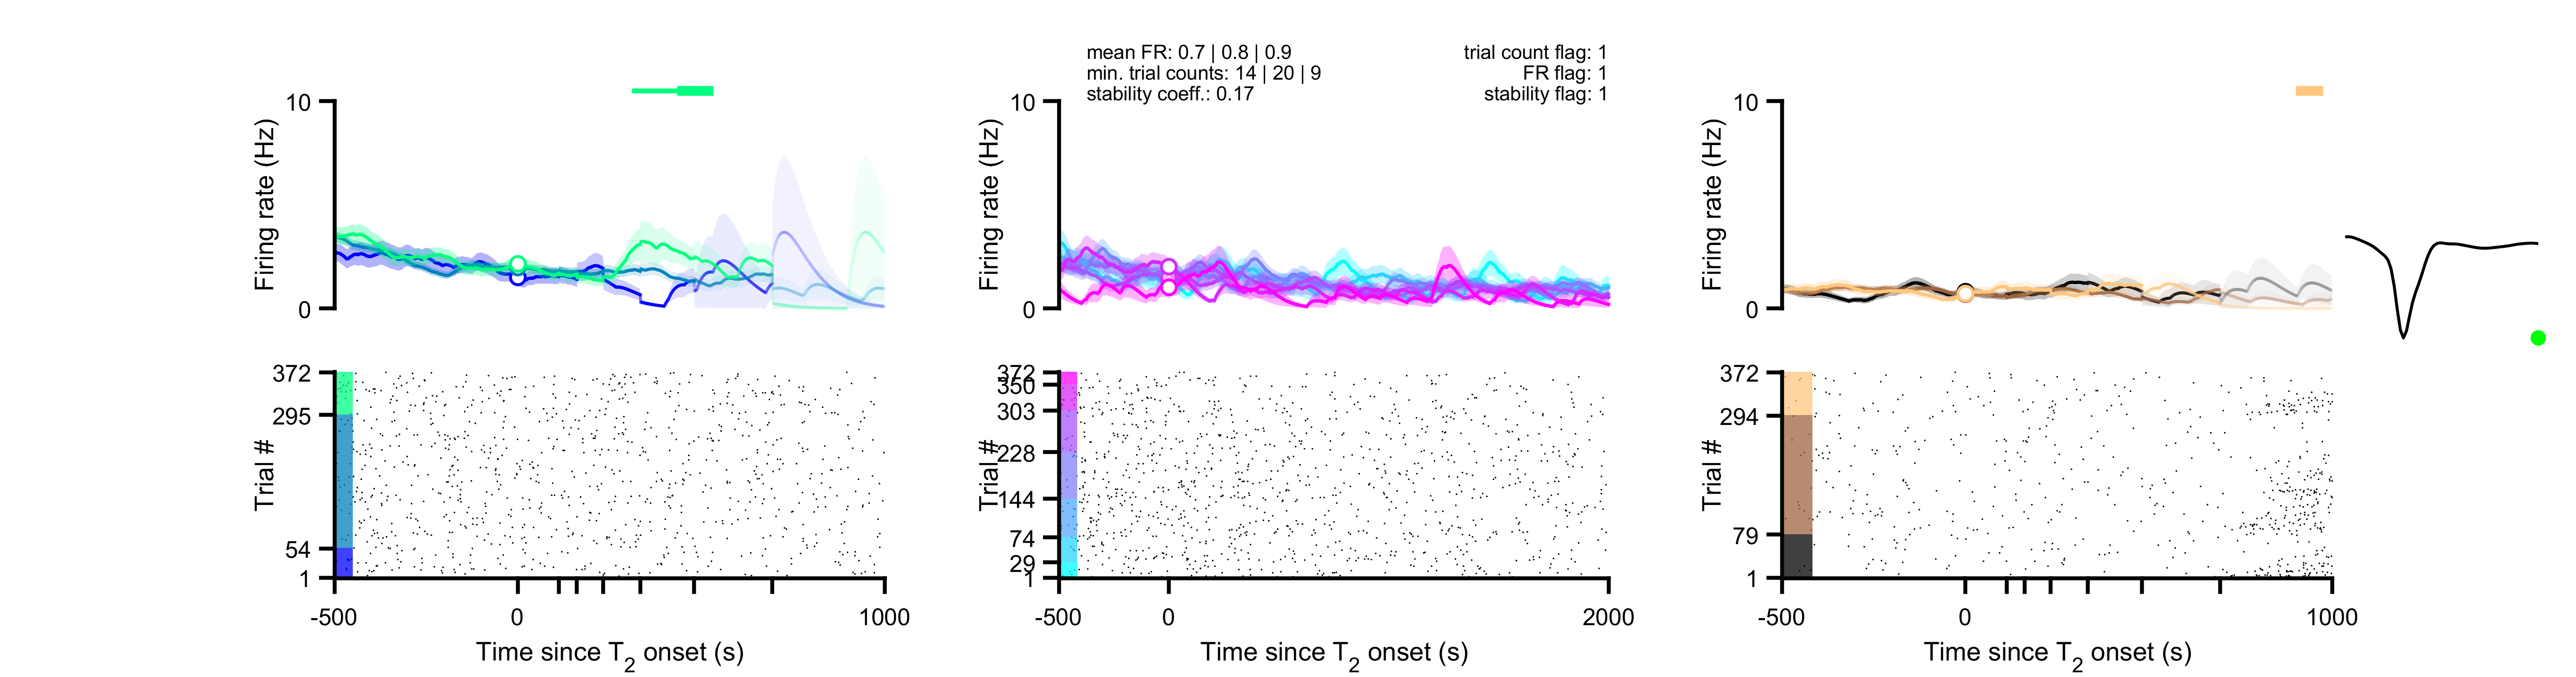 mean FR: 0.7 | 0.8 | 0.9
min. trial counts: 14 | 20 | 9
stability coeff.: 0.17
trial count flag: 1
FR flag: 1
stability flag: 1
10
0
Firing rate (Hz)
10
0
Firing rate (Hz)
10
0
Firing rate (Hz)
372
295
54
1
Trial #
-500
0
1000
Time since T2 onset (s)
372
350
303
228
144
74
29
1
Trial #
-500
0
2000
Time since T2 onset (s)
372
294
79
1
Trial #
-500
0
1000
Time since T2 onset (s)